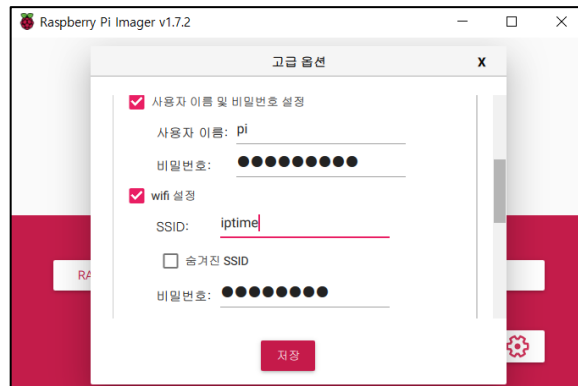 Raspberry Pi Imager v1.7.2
고급 옵션 X
사용자 이름 및 비밀번호 설정
사용자 이름: pi
비밀번호: ●●●●●●●●●
wifi 설정
SSID: iptime
숨겨진 SSID
비밀번호: ●●●●●●●●
RA
저장